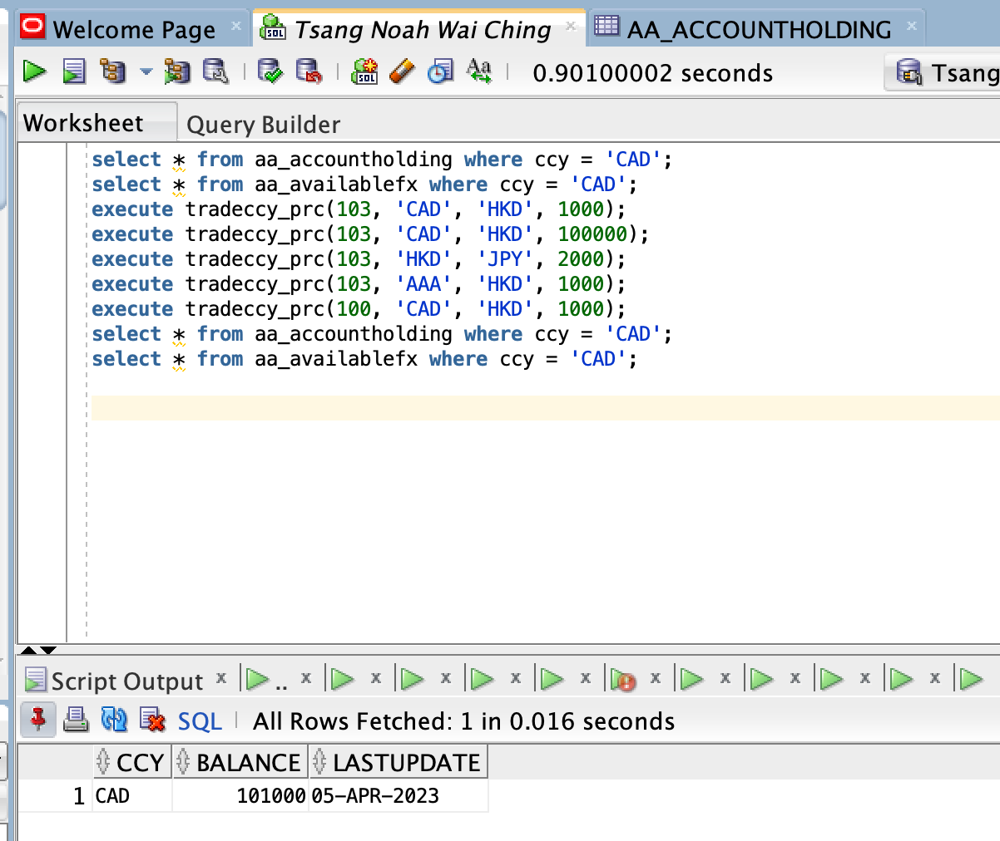 Welcome Page
Tsang Noah Wai Ching
AA_ACCOUNTHOLDING
0.90100002 seconds
Tsang
Worksheet
Query Builder
select * from aa_accountholding where ccy = 'CAD';
select * from aa_availablefx where ccy = 'CAD';
execute tradeccy_prc(103, 'CAD', 'HKD', 1000);
execute tradeccy_prc(103, 'CAD', 'HKD', 100000);
execute tradeccy_prc(103, 'HKD', 'JPY', 2000);
execute tradeccy_prc(103, 'AAA', 'HKD', 1000);
execute tradeccy_prc(100, 'CAD', 'HKD', 1000);
select * from aa_accountholding where ccy = 'CAD';
select * from aa_availablefx where ccy = 'CAD';
Script Output ..
SQL All Rows Fetched: 1 in 0.016 seconds
CCY BALANCE LASTUPDATE
1 CAD 101000 05-APR-2023